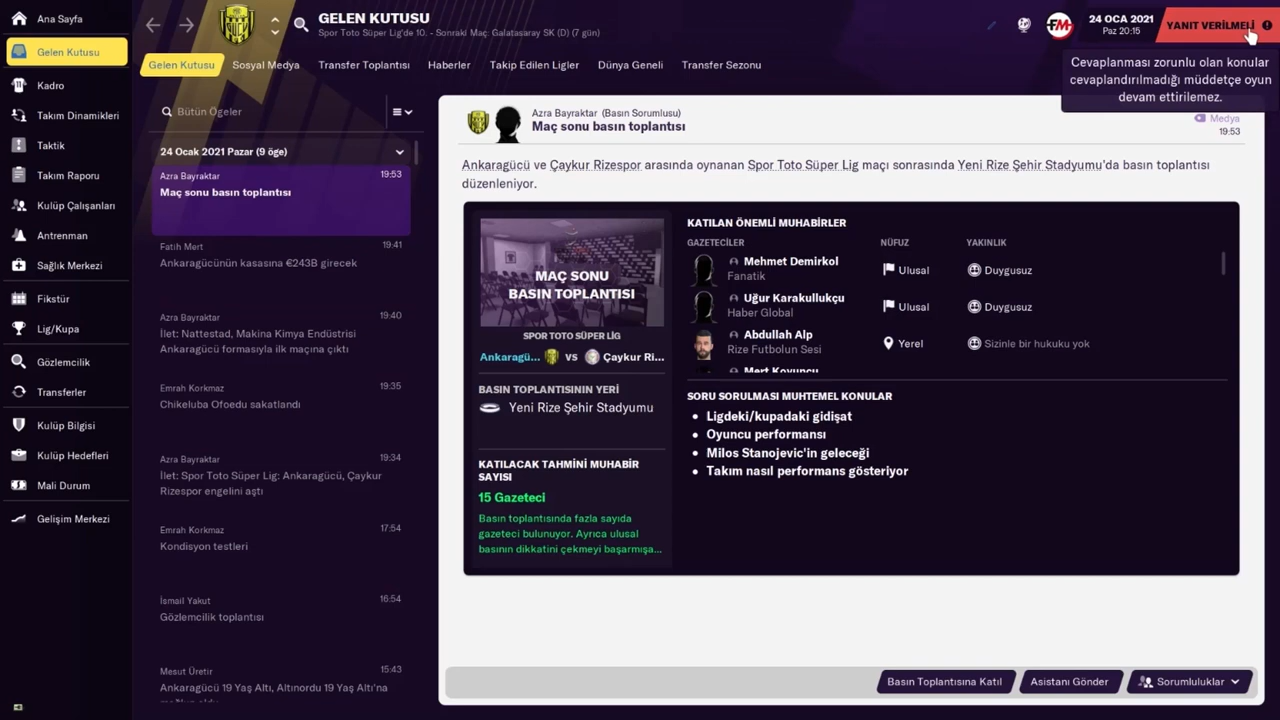 Ana Sayfa
Gelen Kutusu
Kadro
Takım Dinamikleri
Taktik
Takım Raporu
Kulüp Çalışanları
Antrenman
Sağlık Merkezi
Fikstür
Lig/Kupa
Gözlemcilik
Transferler
Kulüp Bilgisi
Kulüp Hedefleri
Mali Durum
Gelişim Merkezi
GELEN KUTUSU
Spor Toto Süper Lig'de 10. - Sonraki Maç: Galatasaray SK (D) (7 gün)
FM
24 OCA 2021
Paz 20:15
YANIT VERİLMELİ
Cevaplanması zorunlu olan konular
cevaplandırılmadığı müddetçe oyun
devam ettirilemez.
Gelen Kutusu
Sosyal Medya
Transfer Toplantısı
Haberler
Takip Edilen Ligler
Dünya Geneli
Transfer Sezonu
Bütün Ögeler
24 Ocak 2021 Pazar (9 öge)
Azra Bayraktar 19:53
Maç sonu basın toplantısı
Fatih Mert 19:41
Ankaragücünün kasasına €243B girecek
Azra Bayraktar 19:40
İlet: Nattestad, Makina Kimya Endüstrisi
Ankaragücü formasıyla ilk maçına çıktı
Emrah Korkmaz 19:35
Chikeluba Ofoedu sakatlandı
Azra Bayraktar 19:34
İlet: Spor Toto Süper Lig: Ankaragücü, Çaykur
Rizespor engelini aştı
Emrah Korkmaz 17:54
Kondisyon testleri
İsmail Yakut 16:54
Gözlemcilik toplantısı
Mesut Üretir 15:43
Ankaragücü 19 Yaş Altı, Altınordu 19 Yaş Altı'na
Azra Bayraktar (Basın Sorumlusu)
Maç sonu basın toplantısı
Medya
19:53
Ankaragücü ve Çaykur Rizespor arasında oynanan Spor Toto Süper Lig maçı sonrasında Yeni Rize Şehir Stadyumu'da basın toplantısı
düzenleniyor.
MAÇ SONU
BASIN TOPLANTISI
SPOR TOTO SÜPER LİG
Ankaragü... VS Çaykur Ri...
BASIN TOPLANTISININ YERİ
Yeni Rize Şehir Stadyumu
KATILACAK TAHMİNİ MUHABİR
SAYISI
15 Gazeteci
Basın toplantısında fazla sayıda
gazeteci bulunuyor. Ayrıca ulusal
basının dikkatini çekmeyi başarmışa...
KATILAN ÖNEMLİ MUHABİRLER
GAZETECİLER NÜFUZ YAKINLIK
Mehmet Demirkol
Fanatik
Ulusal
Duygusuz
Uğur Karakullukçu
Haber Global
Ulusal
Duygusuz
Abdullah Alp
Rize Futbolun Sesi
Yerel
Sizinle bir hukuku yok
Mert Koyuncu
SORU SORULMASI MUHTEMEL KONULAR
• Ligdeki/kupadaki gidişat
• Oyuncu performansı
• Milos Stanojevic'in geleceği
• Takım nasıl performans gösteriyor
Basın Toplantısına Katıl
Asistanı Gönder
Sorumluluklar